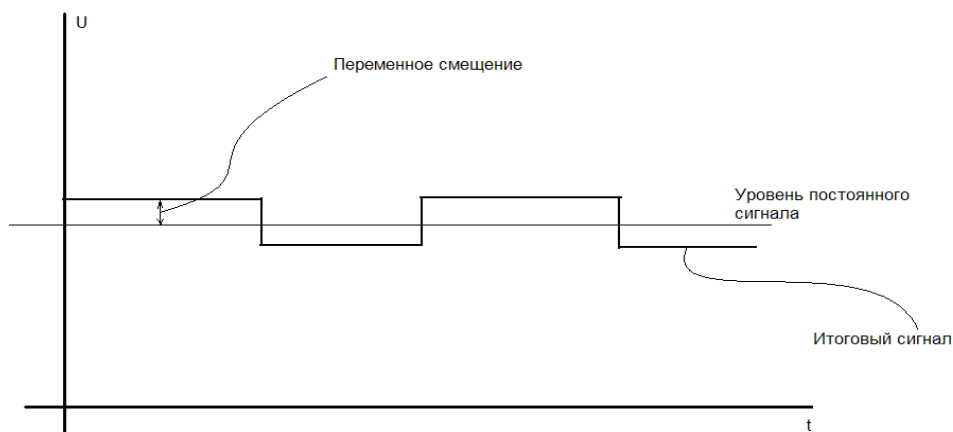 U
Переменное смещение
Уровень постоянного
сигнала
Итоговый сигнал
t